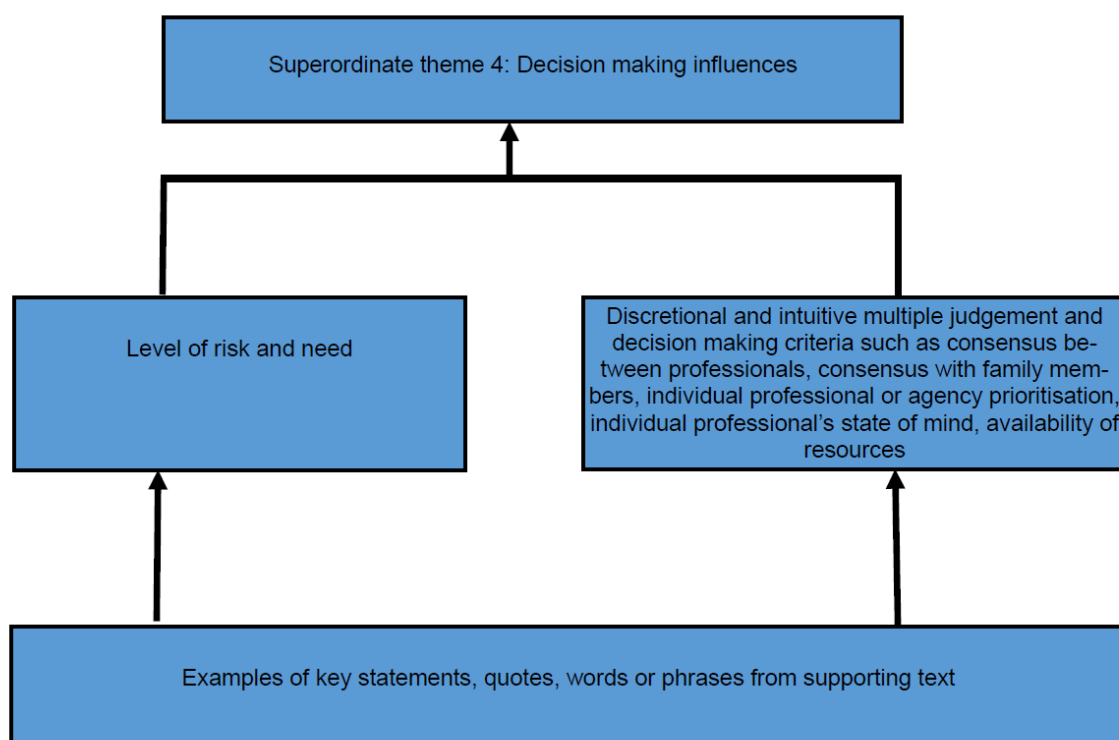 Superordinate theme 4: Decision making influences
Level of risk and need
Discretional and intuitive multiple judgement and
decision making criteria such as consensus be-
tween professionals, consensus with family mem-
bers, individual professional or agency prioritisation,
individual professional’s state of mind, availability of
resources
Examples of key statements, quotes, words or phrases from supporting text